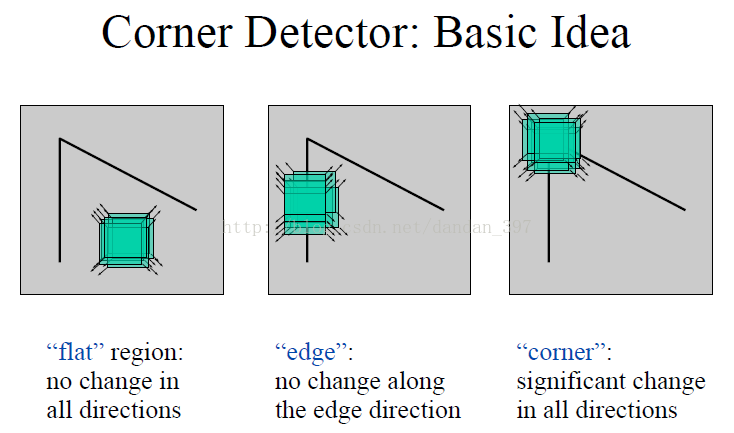 Corner Detector: Basic Idea
“flat” region:
no change in
all directions
“edge”:
no change along
the edge direction
“corner”:
significant change
in all directions